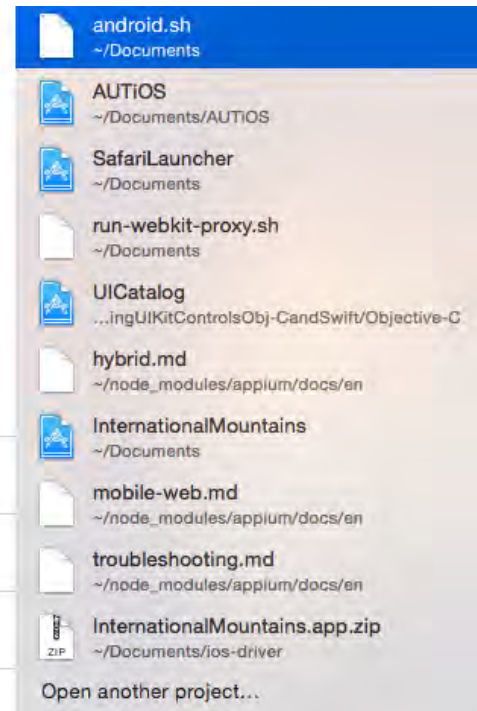 android.sh
~/Documents
AUTiOS
~/Documents/AUTiOS
SafariLauncher
~/Documents
run-webkit-proxy.sh
~/Documents
UICatalog
...ingUIKitControlsObj-CandSwift/Objective-C
hybrid.md
~/node_modules/appium/docs/en
InternationalMountains
~/Documents
mobile-web.md
~/node_modules/appium/docs/en
troubleshooting.md
~/node_modules/appium/docs/en
InternationalMountains.app.zip
ZIP ~/Documents/ios-driver
Open another project...